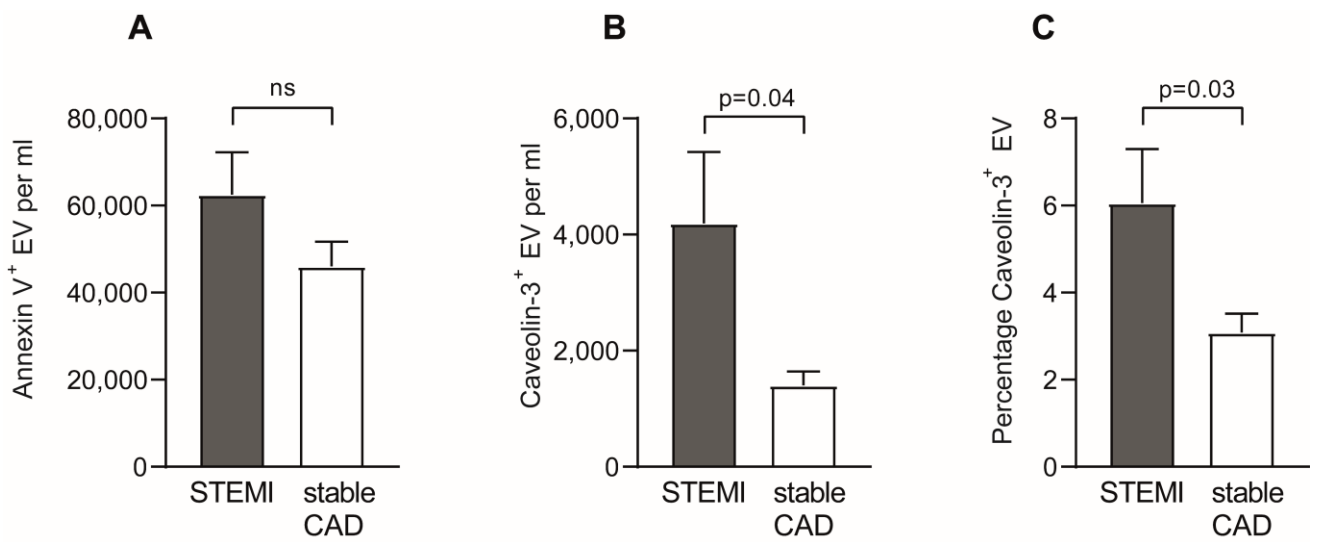 A
ns
Annexin V+ EV per ml
80,000
60,000
40,000
20,000
0
STEMI
stable
CAD
B
p=0.04
Caveolin-3+ EV per ml
6,000
4,000
2,000
0
STEMI
stable
CAD
C
p=0.03
Percentage Caveolin-3+ EV
8
6
4
2
0
STEMI
stable
CAD